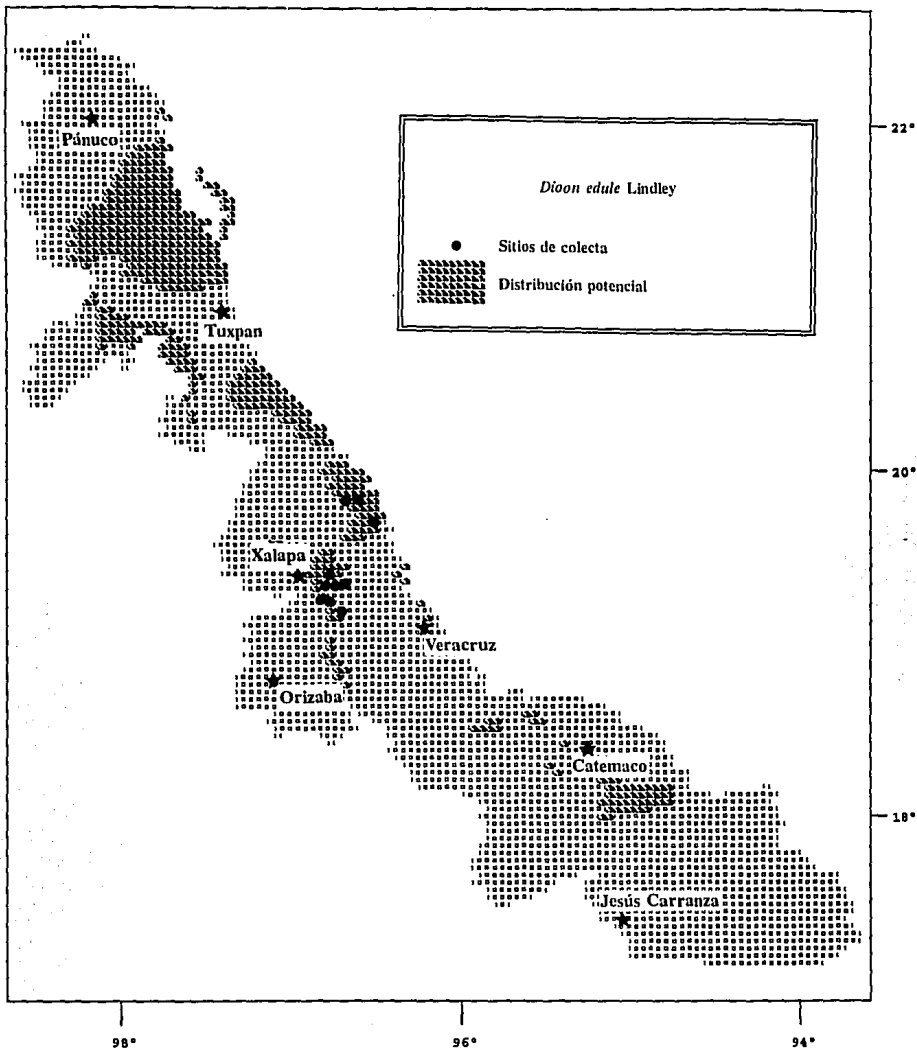 Pánuco
22°
Dioon edule Lindley
Sitios de colecta
Distribución potencial
Tuxpan
20°
Xalapa
Veracruz
Orizaba
Catemaco
18°
Jesús Carranza
98°
96°
94°